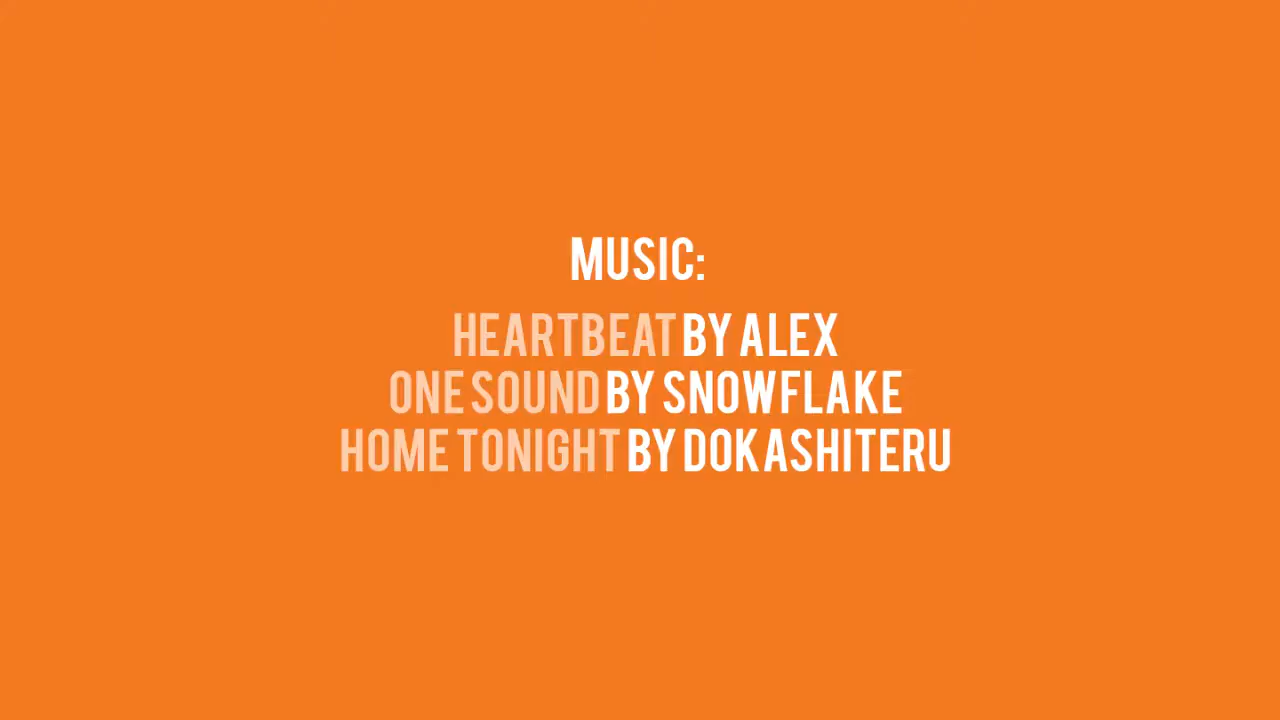 MUSIC:
HEARTBEAT BY ALEX
ONE SOUND BY SNOWFLAKE
HOME TONIGHT BY DOKASHITERU